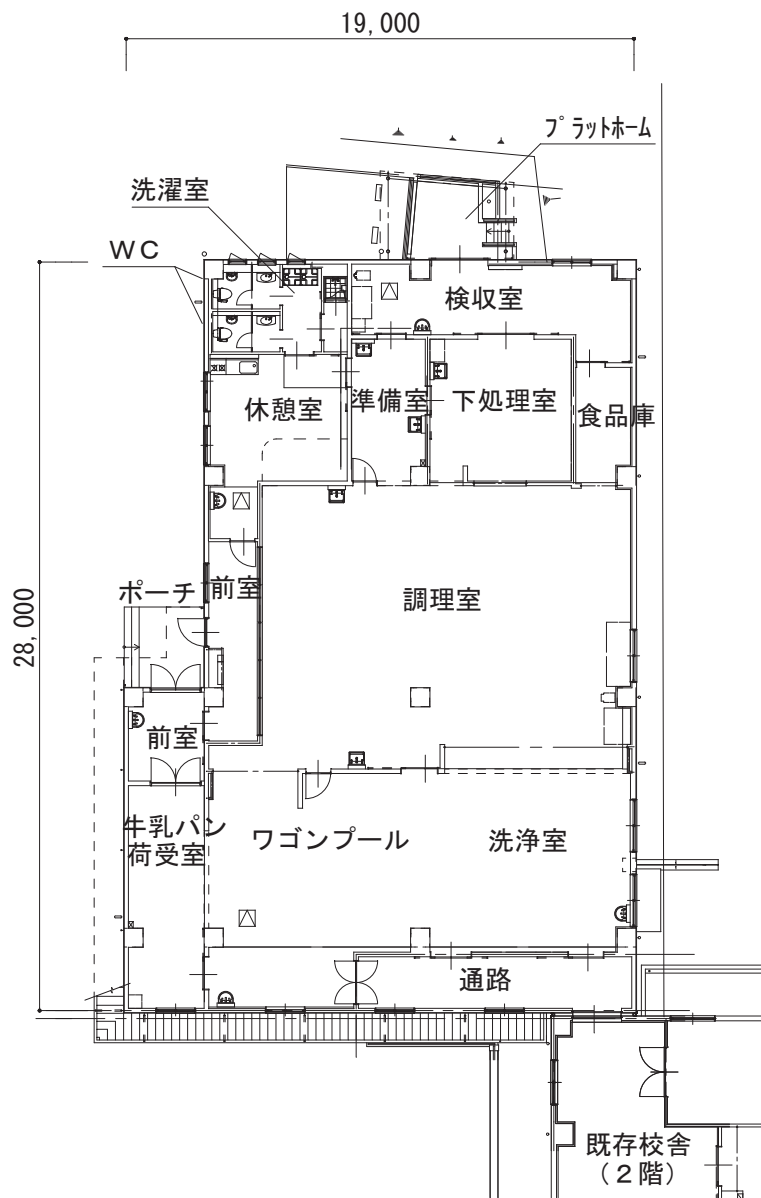 19,000
プラットホーム
洗濯室
WC
検収室
休憩室
準備室
下処理室
食品庫
28,000
ポーチ
前室
調理室
前室
牛乳パン
荷受室
ワゴンプール
洗浄室
通路
既存校舎
（2階）